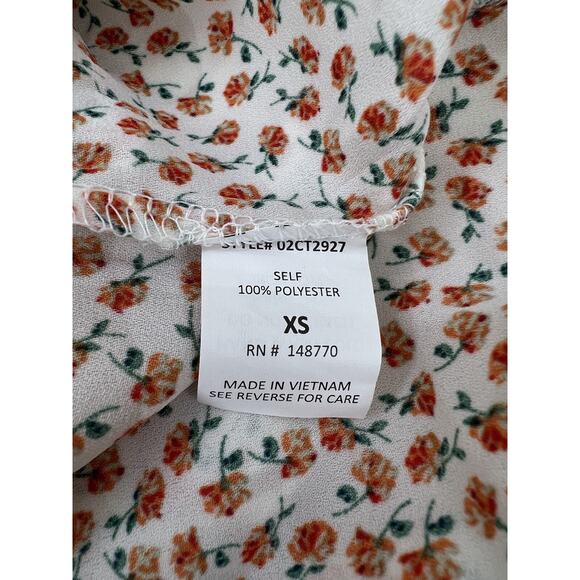 STYLE# 02CT2927
SELF
100% POLYESTER
XS
RN # 148770
MADE IN VIETNAM
SEE REVERSE FOR CARE